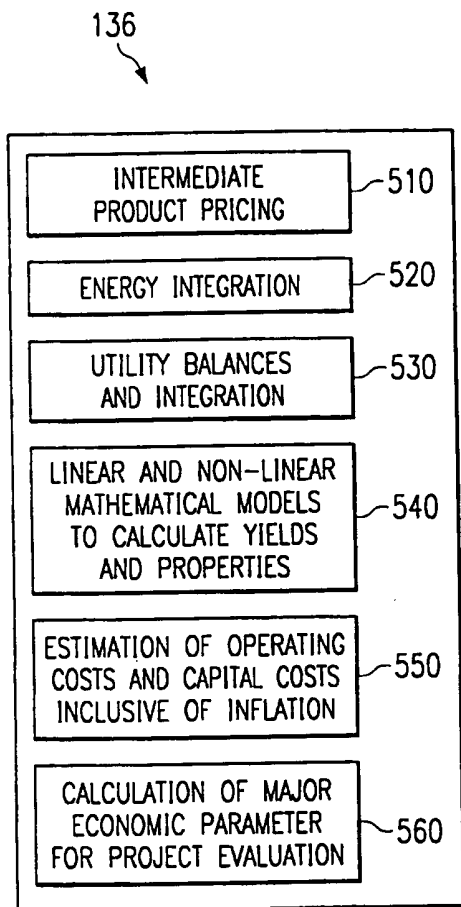 136
INTERMEDIATE
PRODUCT PRICING
510
ENERGY INTEGRATION
520
UTILITY BALANCES
AND INTEGRATION
530
LINEAR AND NON-LINEAR
MATHEMATICAL MODELS
TO CALCULATE YIELDS
AND PROPERTIES
540
ESTIMATION OF OPERATING
COSTS AND CAPITAL COSTS
INCLUSIVE OF INFLATION
550
CALCULATION OF MAJOR
ECONOMIC PARAMETER
FOR PROJECT EVALUATION
560